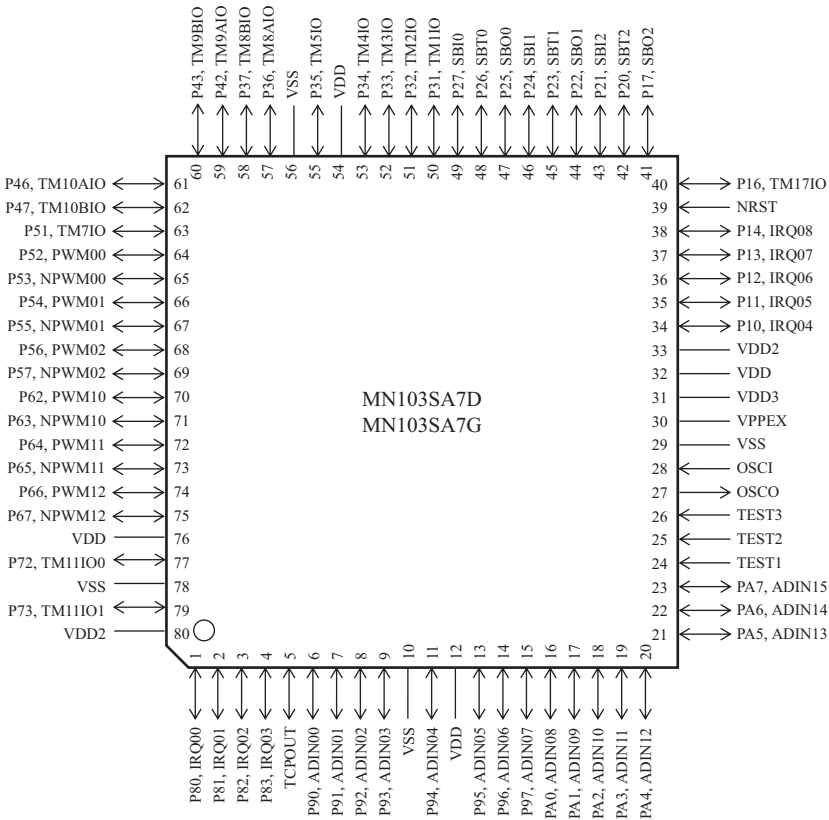 P43, TM9BIO
P42, TM9AIO
P37, TM8BIO
P36, TM8AIO
VSS
P35, TM5IO
VDD
P34, TM4IO
P33, TM3IO
P32, TM2IO
P31, TM1IO
P27, SBI0
P26, SBT0
P25, SBO0
P24, SBI1
P23, SBT1
P22, SBO1
P21, SBI2
P20, SBT2
P17, SBO2
60 59 58 57 56 55 54 53 52 51 50 49 48 47 46 45 44 43 42 41
P46, TM10AIO 61
P47, TM10BIO 62
P51, TM7IO 63
P52, PWM00 64
P53, NPWM00 65
P54, PWM01 66
P55, NPWM01 67
P56, PWM02 68
P57, NPWM02 69
P62, PWM10 70
P63, NPWM10 71
P64, PWM11 72
P65, NPWM11 73
P66, PWM12 74
P67, NPWM12 75
VDD 76
P72, TM11IO0 77
VSS 78
P73, TM11IO1 79
VDD2 80
MN103SA7D
MN103SA7G
40 P16, TM17IO
39 NRST
38 P14, IRQ08
37 P13, IRQ07
36 P12, IRQ06
35 P11, IRQ05
34 P10, IRQ04
33 VDD2
32 VDD
31 VDD3
30 VPPEX
29 VSS
28 OSCI
27 OSCO
26 TEST3
25 TEST2
24 TEST1
23 PA7, ADIN15
22 PA6, ADIN14
21 PA5, ADIN13
1 2 3 4 5 6 7 8 9 10 11 12 13 14 15 16 17 18 19 20
P80, IRQ00
P81, IRQ01
P82, IRQ02
P83, IRQ03
TCPOUT
P90, ADIN00
P91, ADIN01
P92, ADIN02
P93, ADIN03
VSS
P94, ADIN04
VDD
P95, ADIN05
P96, ADIN06
P97, ADIN07
PA0, ADIN08
PA1, ADIN09
PA2, ADIN10
PA3, ADIN11
PA4, ADIN12